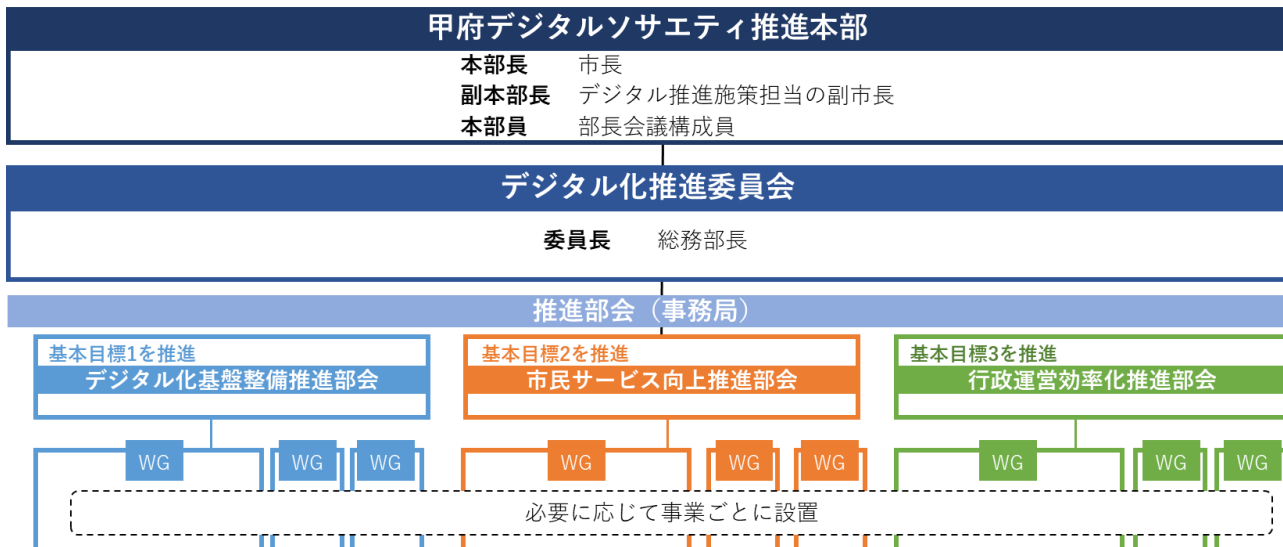 甲府デジタルソサエティ推進本部
本部長 市長
副本部長 デジタル推進施策担当の副市長
本部員 部長会議構成員
デジタル化推進委員会
委員長 総務部長
推進部会（事務局）
基本目標1を推進
デジタル化基盤整備推進部会
基本目標2を推進
市民サービス向上推進部会
基本目標3を推進
行政運営効率化推進部会
WG WG WG WG WG WG WG WG WG
必要に応じて事業ごとに設置